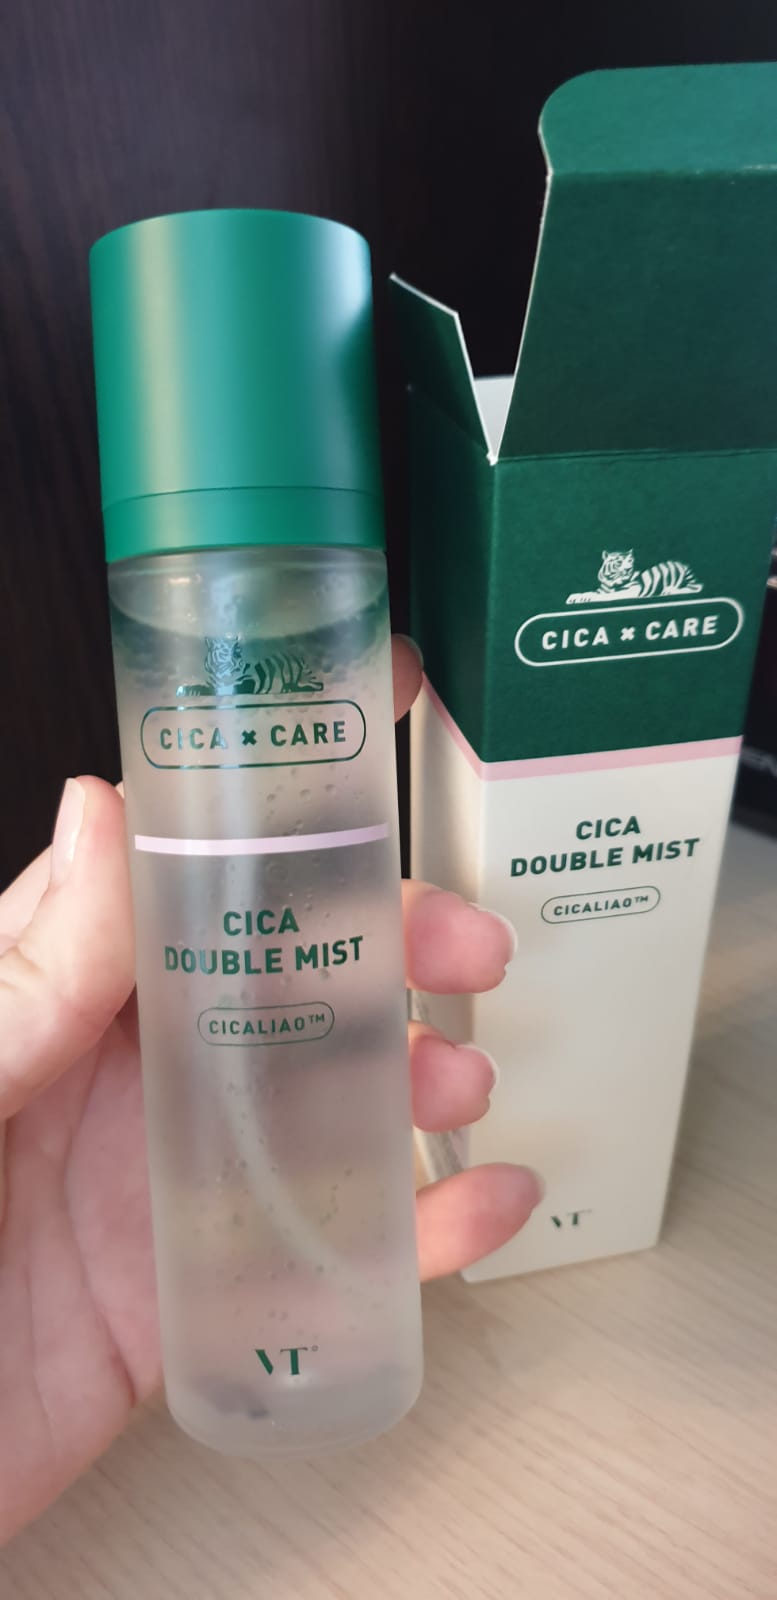 CICA × CARE
CICA
DOUBLE MIST
CICALIAO™
VT
CICA × CARE
CICA
DOUBLE MIST
CICALIAO™
VT